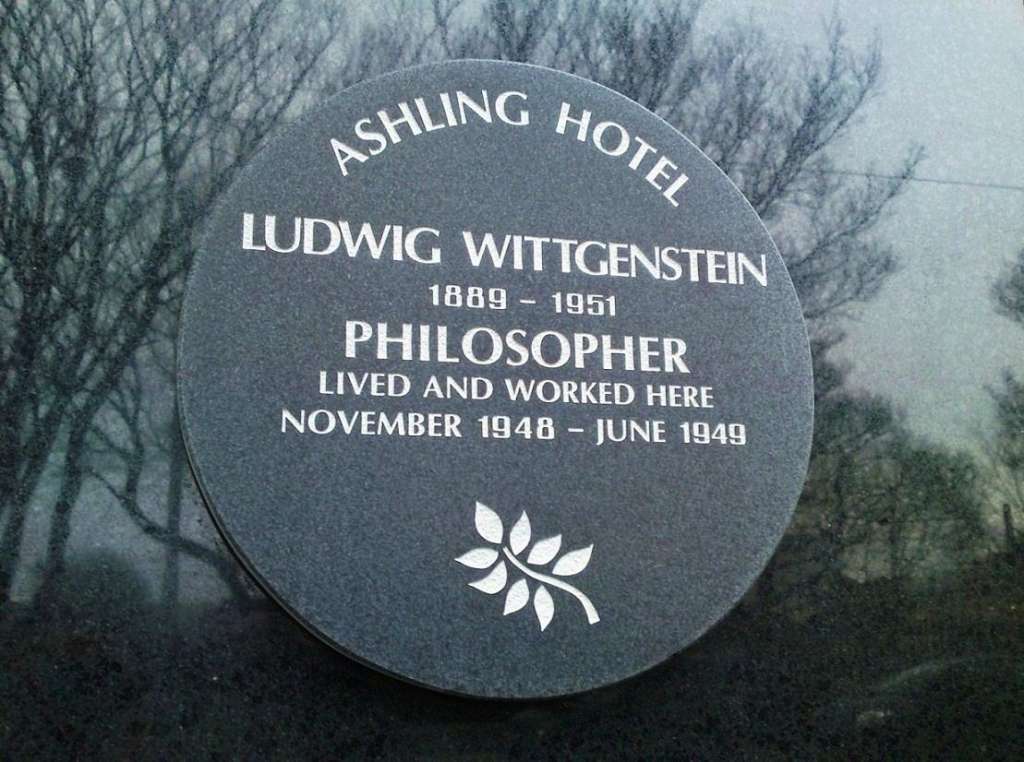 ASHLING HOTEL
LUDWIG WITTGENSTEIN
1889 - 1951
PHILOSOPHER
LIVED AND WORKED HERE
NOVEMBER 1948 - JUNE 1949